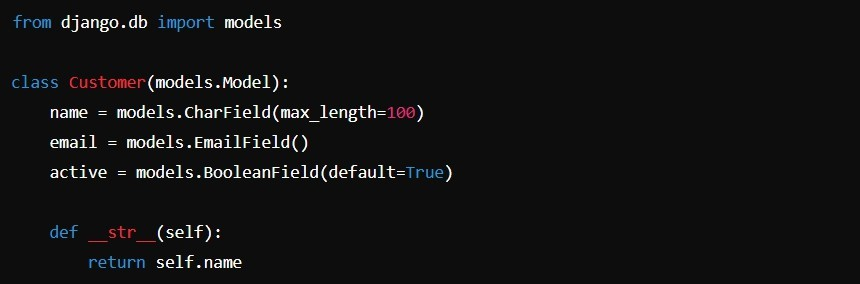 from django.db import models
class Customer(models.Model):
    name = models.CharField(max_length=100)
    email = models.EmailField()
    active = models.BooleanField(default=True)
    def __str__(self):
        return self.name